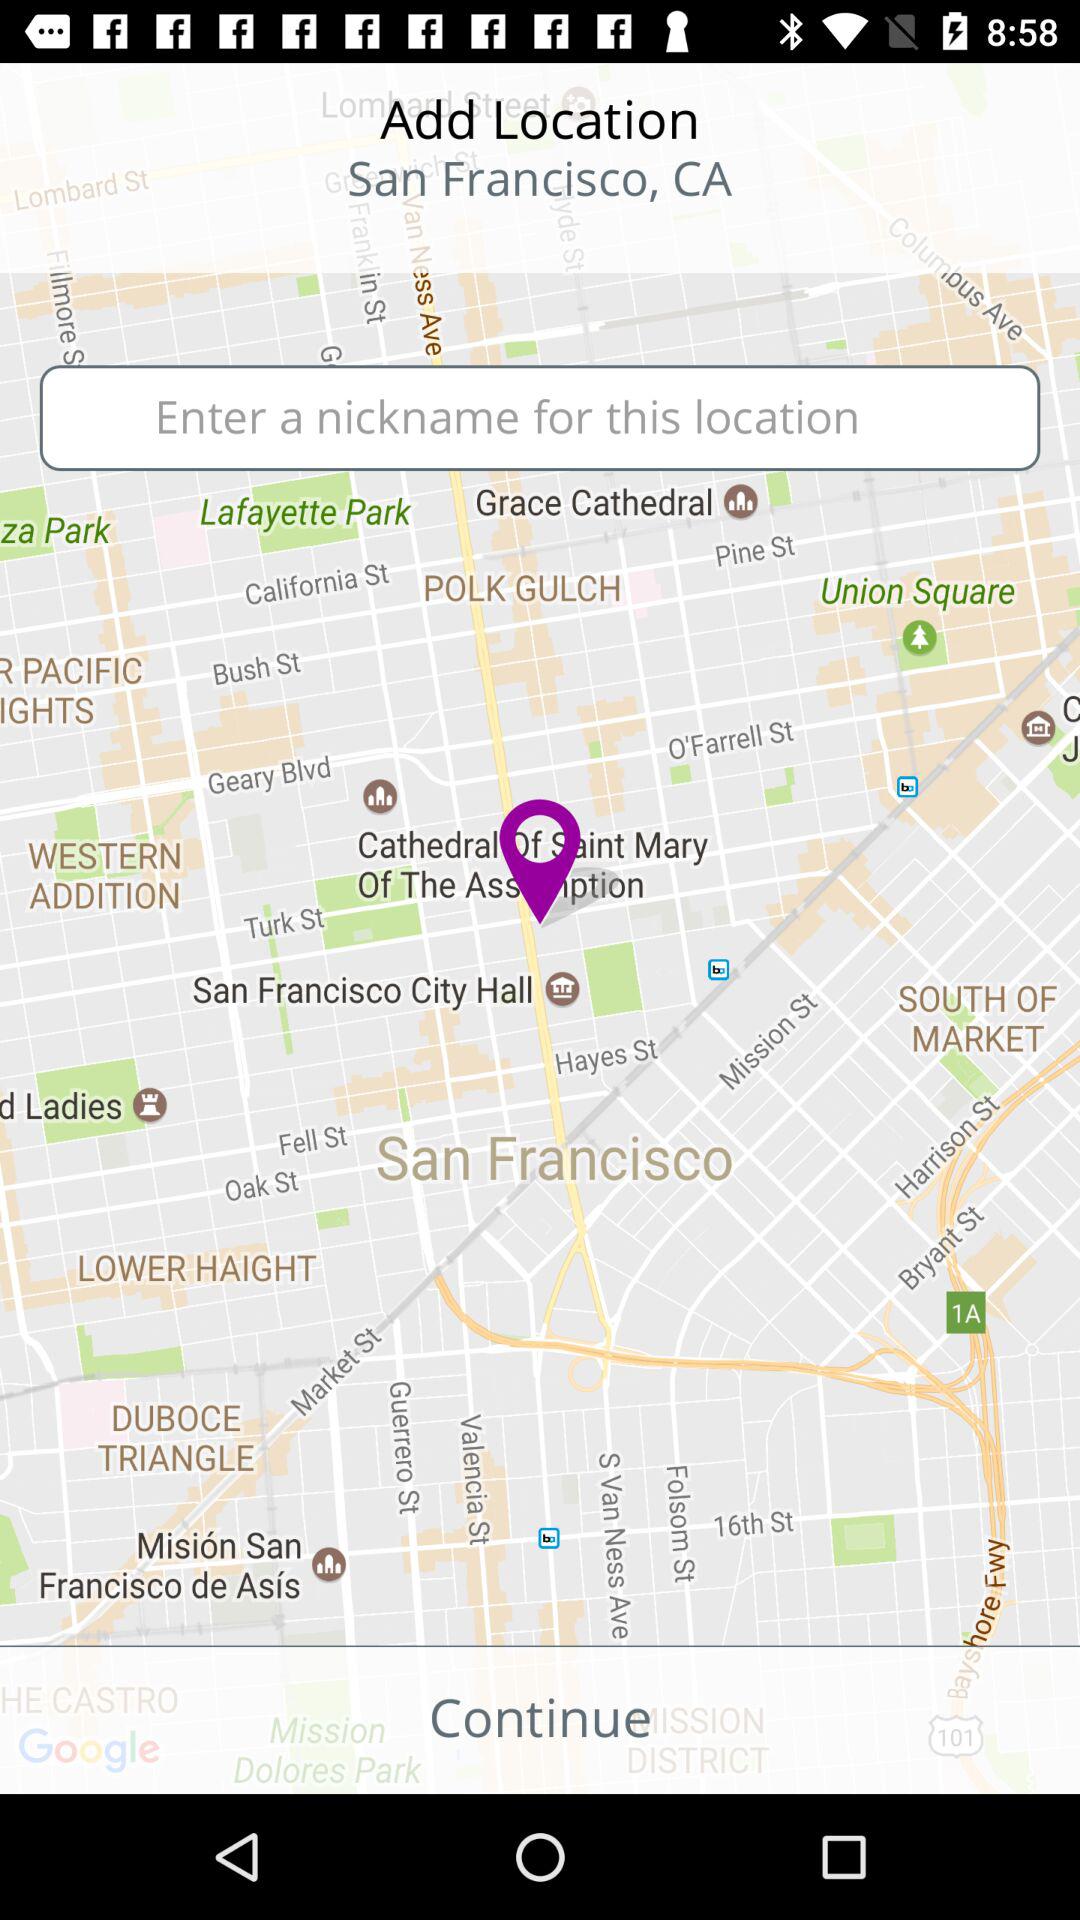 8:58
Lombard Street
Add Location
San Francisco, CA
Lombard St
Greenwich St
Franklin St
Van Ness Ave
Hyde St
Columbus Ave
Fillmore S
G
Enter a nickname for this location
Lafayette Park
Grace Cathedral
za Park
Pine St
California St
POLK GULCH
Union Square
Bush St
R PACIFIC
IGHTS
C
J
O'Farrell St
Geary Blvd
Cathedral Of Saint Mary
Of The Assumption
WESTERN
ADDITION
Turk St
San Francisco City Hall
SOUTH OF
MARKET
Mission St
Hayes St
d Ladies
Fell St
San Francisco
Harrison St
Oak St
Bryant St
LOWER HAIGHT
1A
Market St
DUBOCE
TRIANGLE
Guerrero St
Valencia St
S Van Ness Ave
Folsom St
16th St
Misión San
Francisco de Asís
Bayshore Fwy
HE CASTRO
Continue
MISSION
DISTRICT
101
Google
Mission
Dolores Park